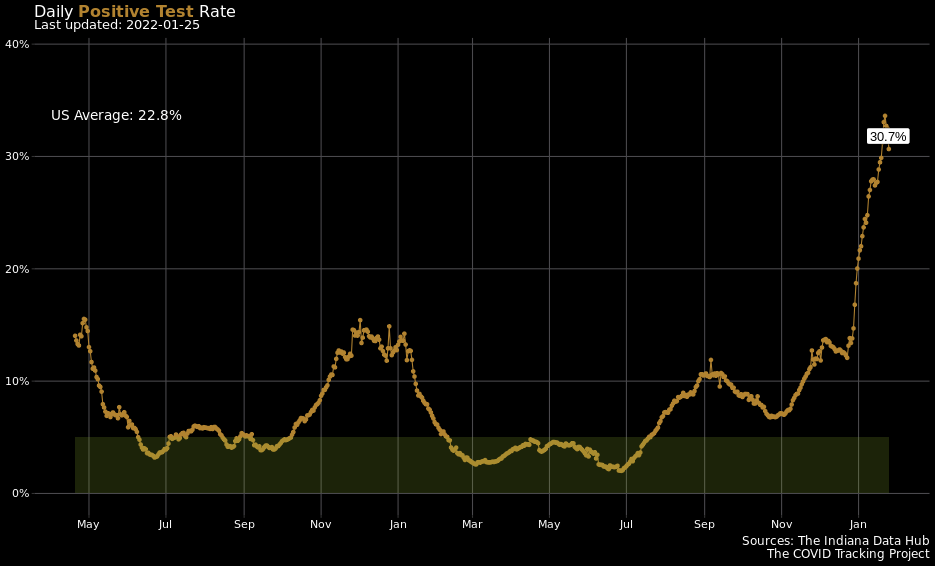 Daily Positive Test Rate
Last updated: 2022-01-25
40%
US Average: 22.8%
30.7%
30%
20%
10%
0%
May Jul Sep Nov Jan Mar May Jul Sep Nov Jan
Sources: The Indiana Data Hub
The COVID Tracking Project